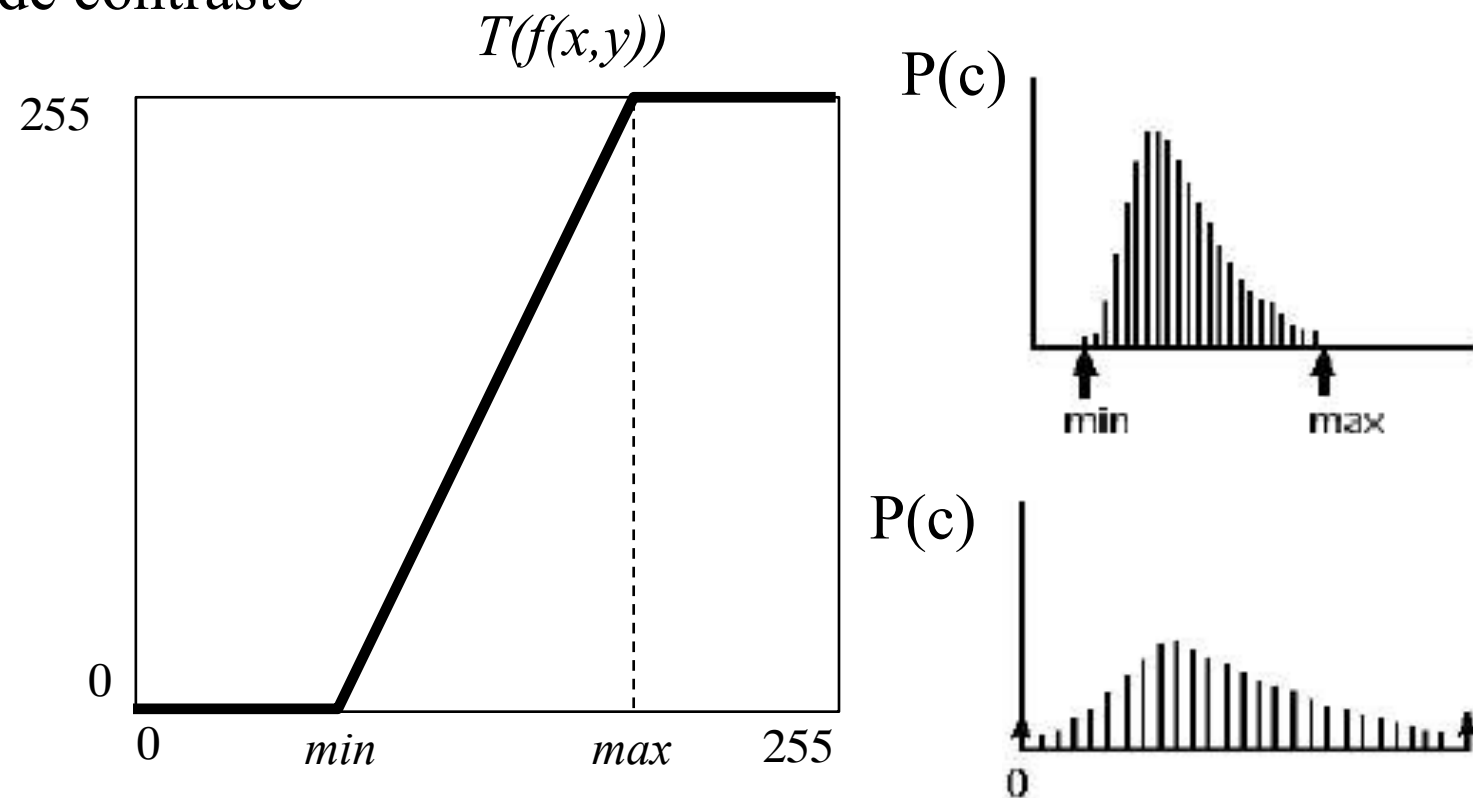 de contraste
T(f(x,y))
255
0
0 min max 255
P(c)
min max
P(c)
0